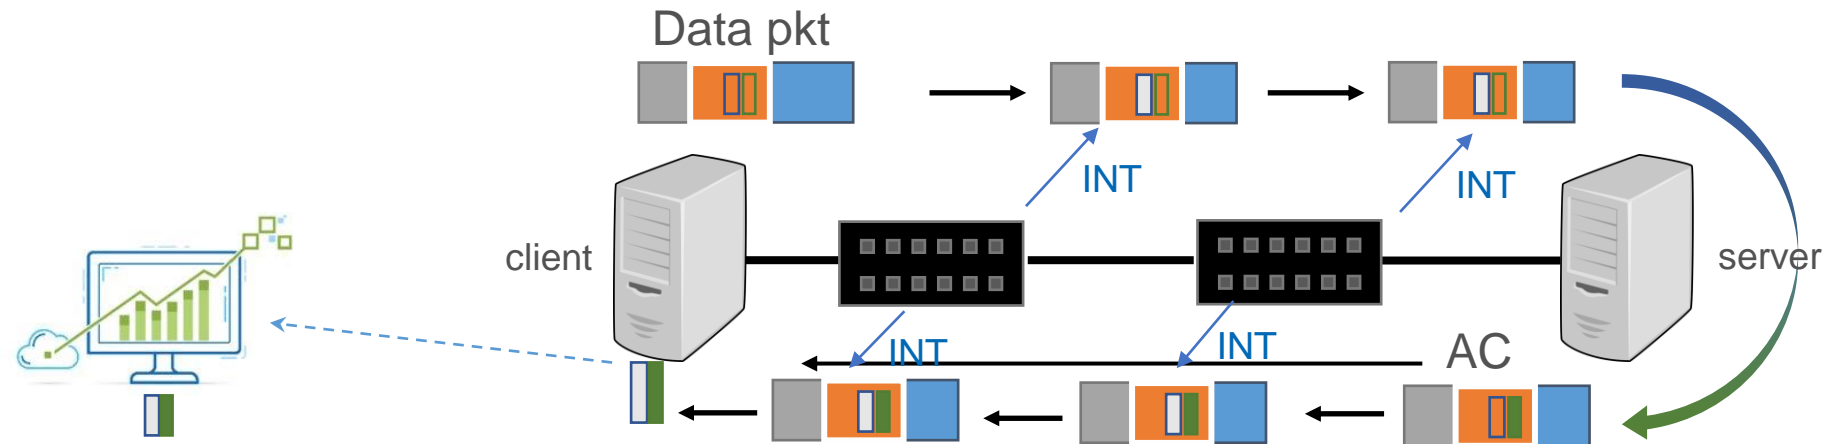 Data pkt
INT
INT
client
server
INT
INT
AC